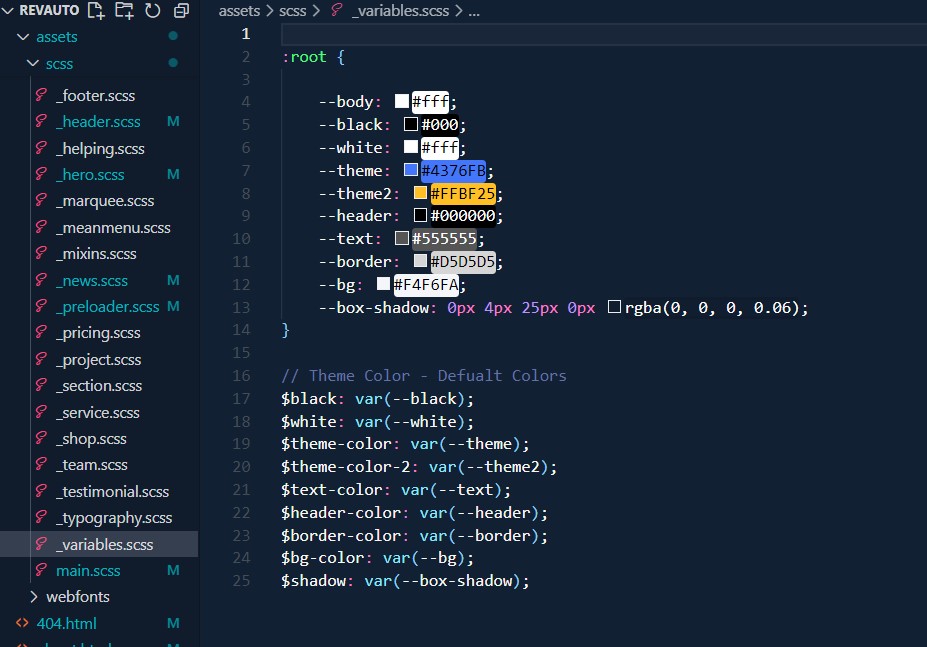 REVAUTO
assets
scss
_footer.scss
_header.scss M
_helping.scss
_hero.scss M
_marquee.scss
_meanmenu.scss
_mixins.scss
_news.scss M
_preloader.scss M
_pricing.scss
_project.scss
_section.scss
_service.scss
_shop.scss
_team.scss
_testimonial.scss
_typography.scss
_variables.scss
main.scss M
webfonts
404.html M
assets > scss > _variables.scss > ...
1
2 :root {
3
4 --body: #fff;
5 --black: #000;
6 --white: #fff;
7 --theme: #4376FB;
8 --theme2: #FFBF25;
9 --header: #000000;
10 --text: #555555;
11 --border: #D5D5D5;
12 --bg: #F4F6FA;
13 --box-shadow: 0px 4px 25px 0px rgba(0, 0, 0, 0.06);
14 }
15
16 // Theme Color - Defualt Colors
17 $black: var(--black);
18 $white: var(--white);
19 $theme-color: var(--theme);
20 $theme-color-2: var(--theme2);
21 $text-color: var(--text);
22 $header-color: var(--header);
23 $border-color: var(--border);
24 $bg-color: var(--bg);
25 $shadow: var(--box-shadow);